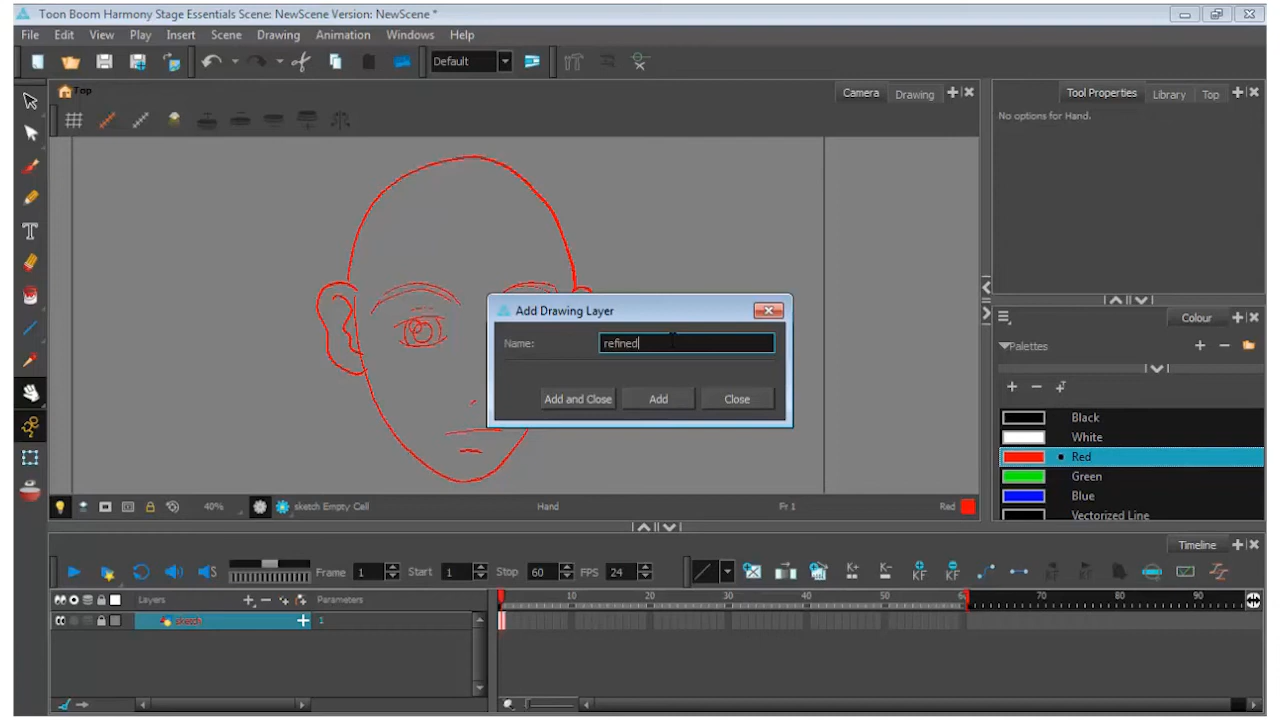 Toon Boom Harmony Stage Essentials Scene: NewScene Version: NewScene *
File Edit View Play Insert Scene Drawing Animation Windows Help
Default
Top
Camera Drawing
Tool Properties Library Top
No options for Hand.
Add Drawing Layer
Name: refined
Add and Close Add Close
Colour
Palettes
Black
White
Red
Green
Blue
Vectorized Line
40% sketch Empty Cell Hand Fr 1 Red
Timeline
Frame 1 Start 1 Stop 60 FPS 24
Layers Parameters 10 20 30 40 50 60 70 80 90
sketch 1